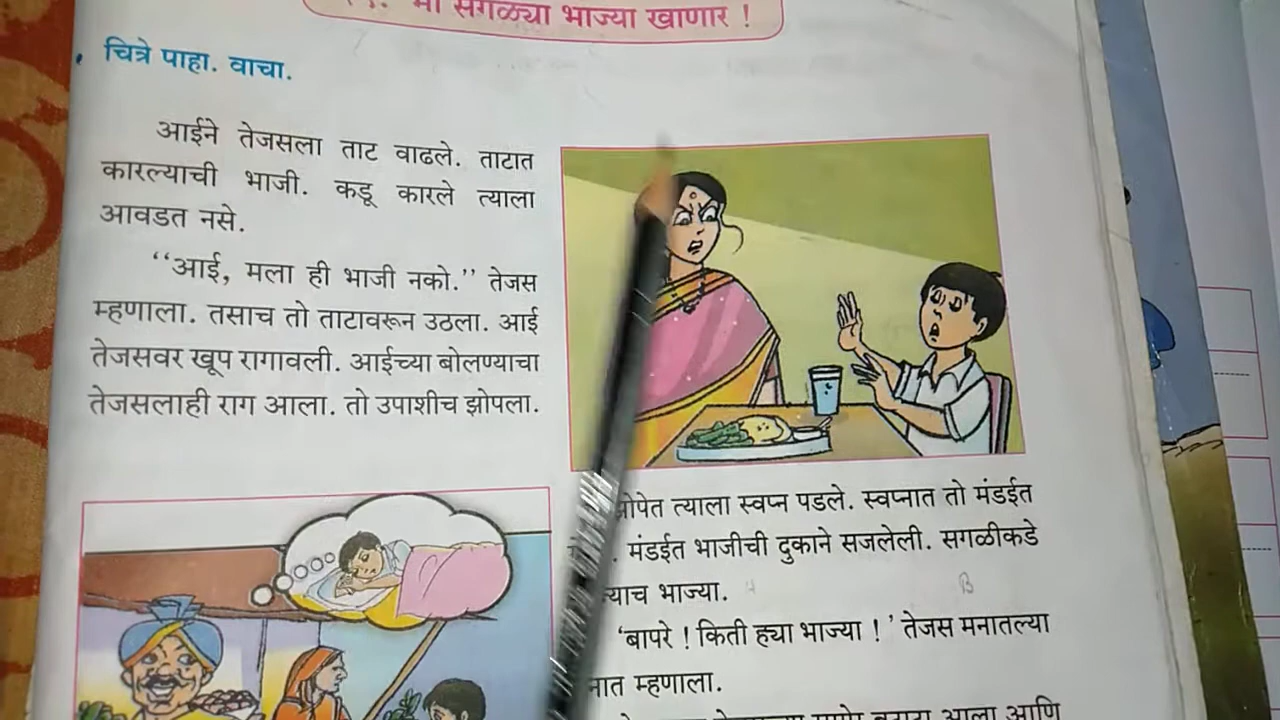 सगळ्या भाज्या खाणार !
चित्रे पाहा. वाचा.
आईने तेजसला ताट वाढले. ताटात
कारल्याची भाजी. कडू कारले त्याला
आवडत नसे.
“आई, मला ही भाजी नको.” तेजस
म्हणाला. तसाच तो ताटावरून उठला. आई
तेजसवर खूप रागावली. आईच्या बोलण्याचा
तेजसलाही राग आला. तो उपाशीच झोपला.
त्याला स्वप्न पडले. स्वप्नात तो मंडईत
मंडईत भाजीची दुकाने सजलेली. सगळीकडे
भाज्या.
‘बापरे ! किती ह्या भाज्या ! ’ तेजस मनातल्या
म्हणाला.
आला आणि